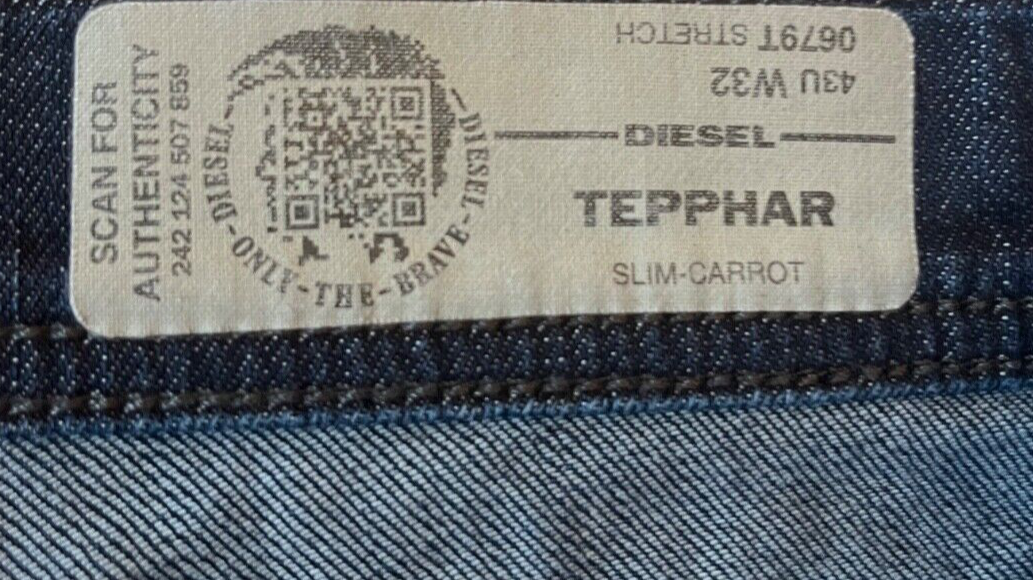 SCAN FOR
AUTHENTICITY
242 124 507 859
DIESEL-ONLY-THE-BRAVE-DIESEL
0679T STRETCH
43U W32
DIESEL
TEPPHAR
SLIM-CARROT